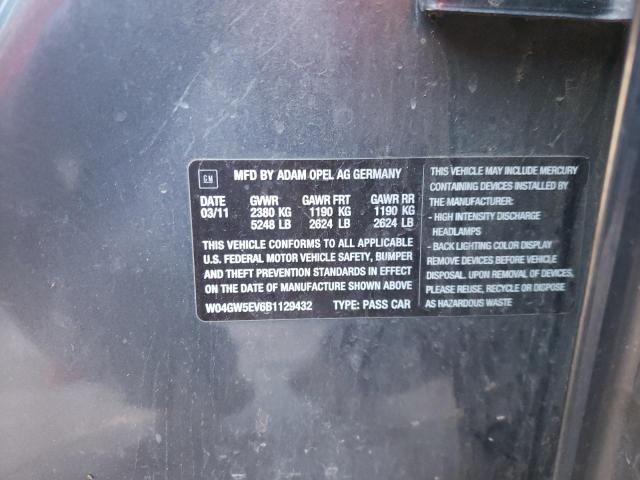 GM
MFD BY ADAM OPEL AG GERMANY
DATE GVWR GAWR FRT GAWR RR
03/11 2380 KG 1190 KG 1190 KG
5248 LB 2624 LB 2624 LB
THIS VEHICLE CONFORMS TO ALL APPLICABLE
U.S. FEDERAL MOTOR VEHICLE SAFETY, BUMPER
AND THEFT PREVENTION STANDARDS IN EFFECT
ON THE DATE OF MANUFACTURE SHOWN ABOVE
W04GW5EV6B1129432 TYPE: PASS CAR
THIS VEHICLE MAY INCLUDE MERCURY
CONTAINING DEVICES INSTALLED BY
THE MANUFACTURER:
- HIGH INTENSITY DISCHARGE
HEADLAMPS
- BACK LIGHTING COLOR DISPLAY
REMOVE DEVICES BEFORE VEHICLE
DISPOSAL. UPON REMOVAL OF DEVICES,
PLEASE REUSE, RECYCLE OR DISPOSE
AS HAZARDOUS WASTE